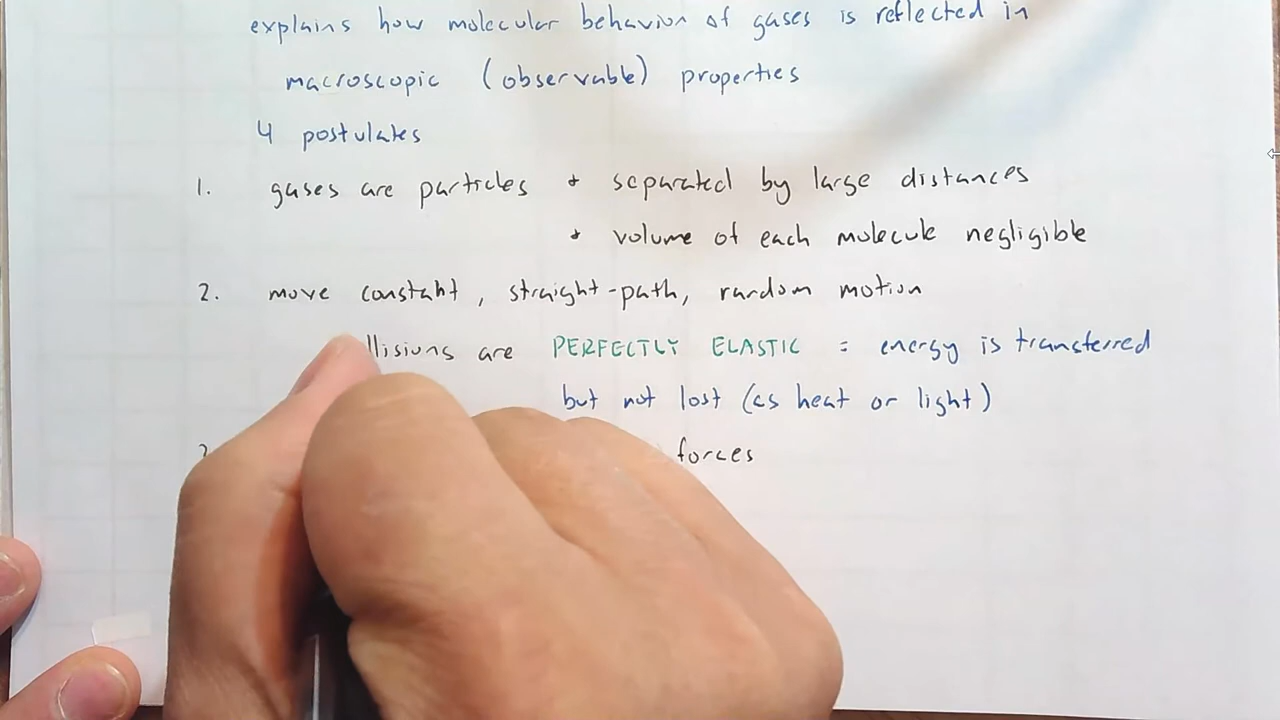 explains how molecular behavior of gases is reflected in
macroscopic (observable) properties
4 postulates
1. gases are particles + separated by large distances
+ volume of each molecule negligible
2. move constant, straight-path, random motion
llisions are PERFECTLY ELASTIC = energy is transferred
but not lost (as heat or light)
forces